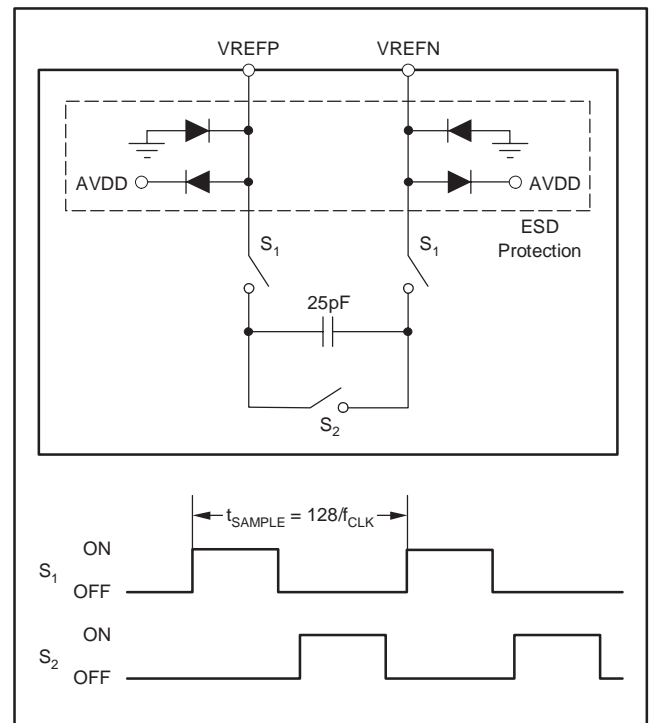 VREFP VREFN
AVDD AVDD
ESD
Protection
S₁ S₁
25pF
S₂
tSAMPLE = 128/fCLK
ON
S₁
OFF
ON
S₂
OFF